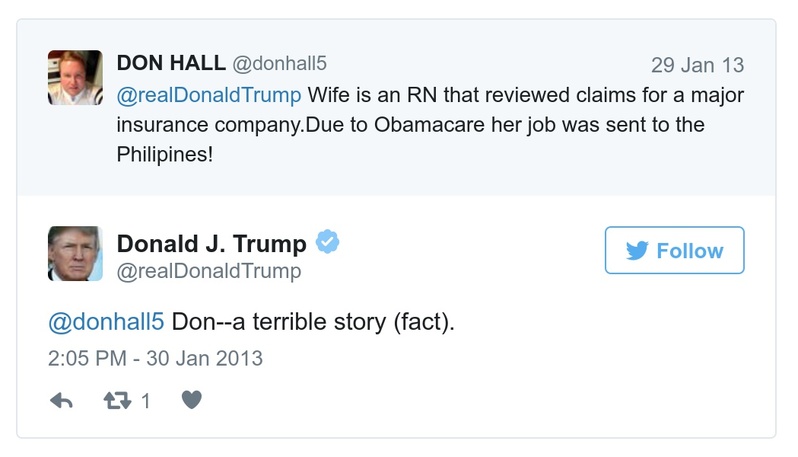 DON HALL @donhall5 29 Jan 13
@realDonaldTrump Wife is an RN that reviewed claims for a major
insurance company.Due to Obamacare her job was sent to the
Philipines!
Donald J. Trump
@realDonaldTrump
Follow
@donhall5 Don--a terrible story (fact).
2:05 PM - 30 Jan 2013
1